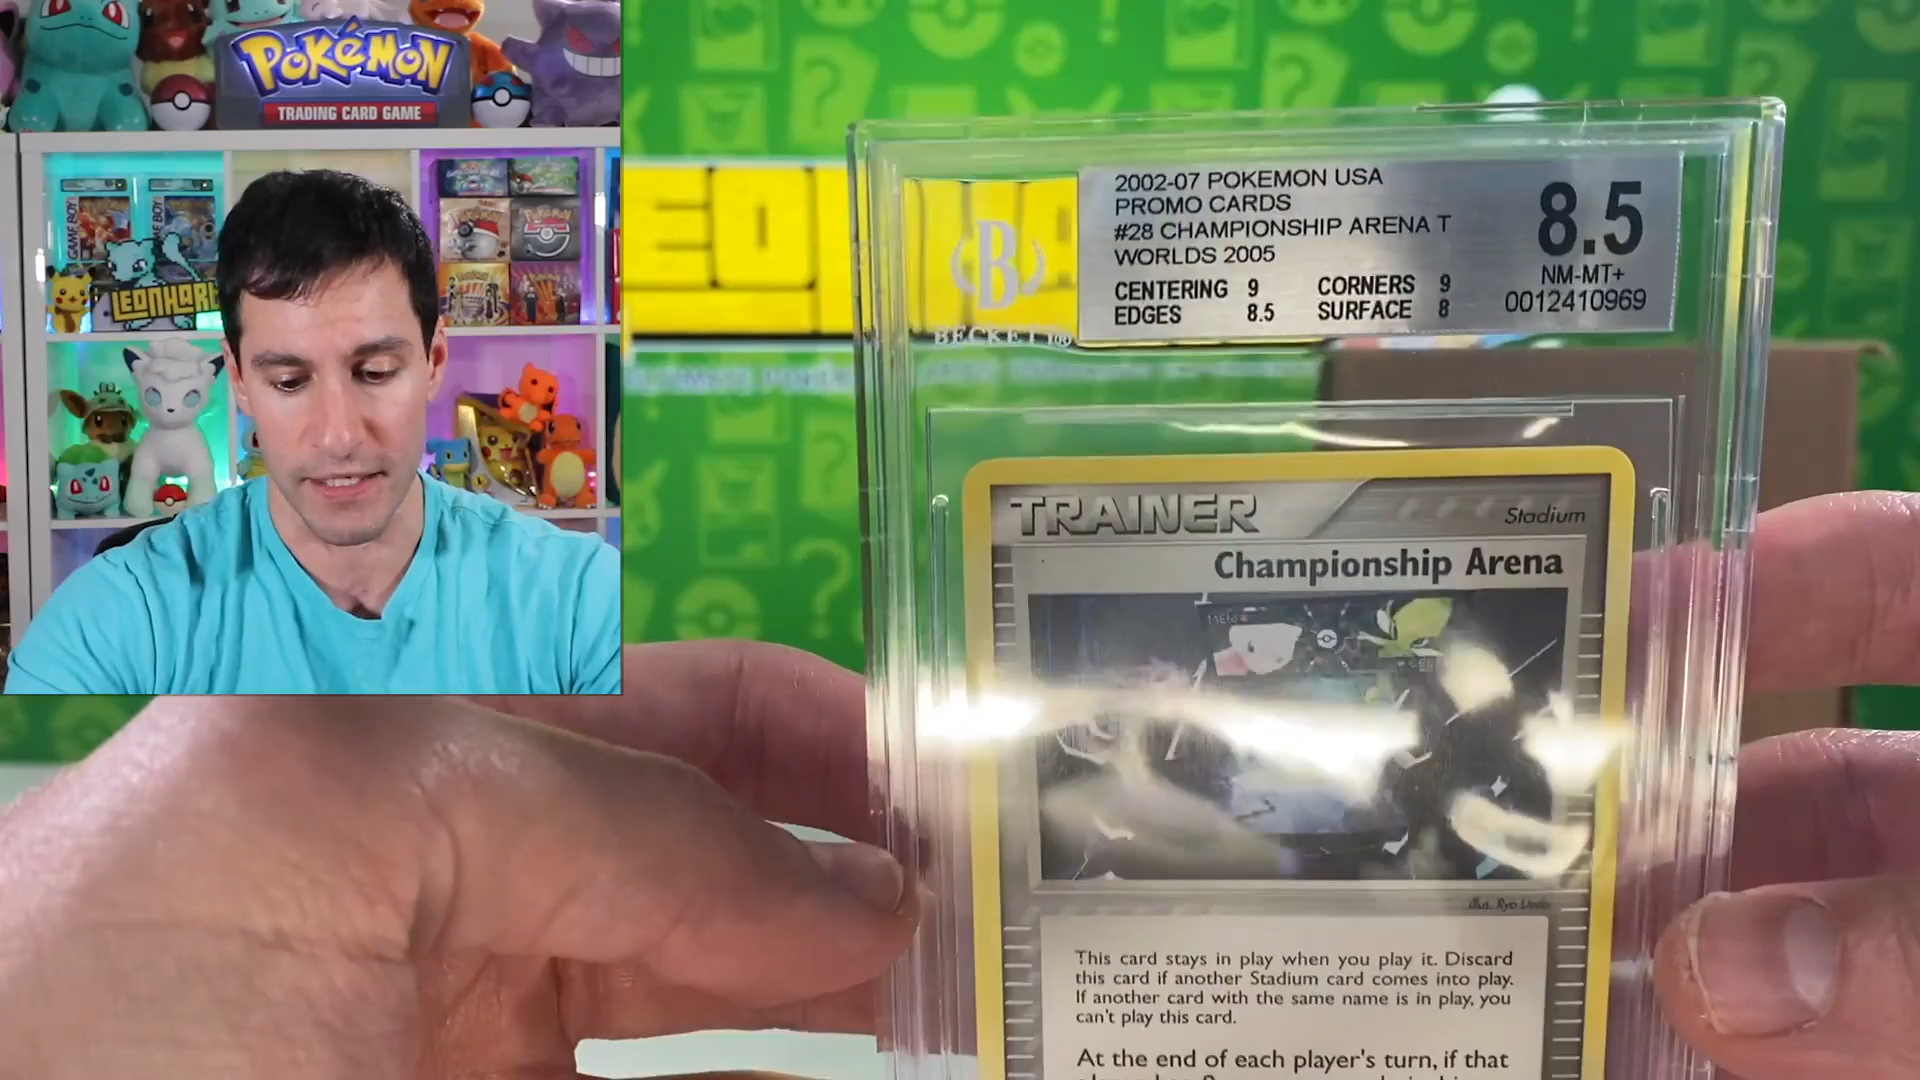 POKÉMON
TRADING CARD GAME
GAME BOY
GAME BOY
LEONHART
2002-07 POKEMON USA
PROMO CARDS
#28 CHAMPIONSHIP ARENA T
WORLDS 2005
CENTERING 9 CORNERS 9
EDGES 8.5 SURFACE 8
8.5
NM-MT+
0012410969
B
BECKETT®
TRAINER
Stadium
Championship Arena
This card stays in play when you play it. Discard
this card if another Stadium card comes into play.
If another card with the same name is in play, you
can't play this card.
At the end of each player's turn, if that